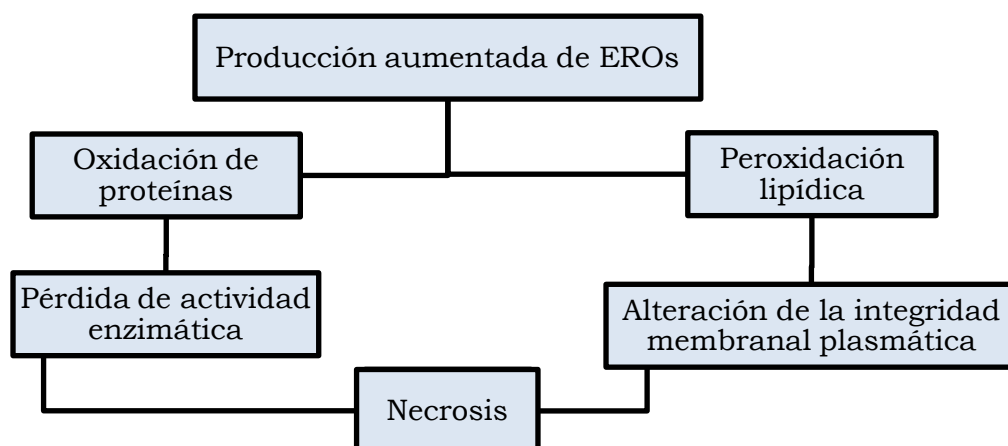 Producción aumentada de EROs
Oxidación de
proteínas
Peroxidación
lipídica
Pérdida de actividad
enzimática
Alteración de la integridad
membranal plasmática
Necrosis